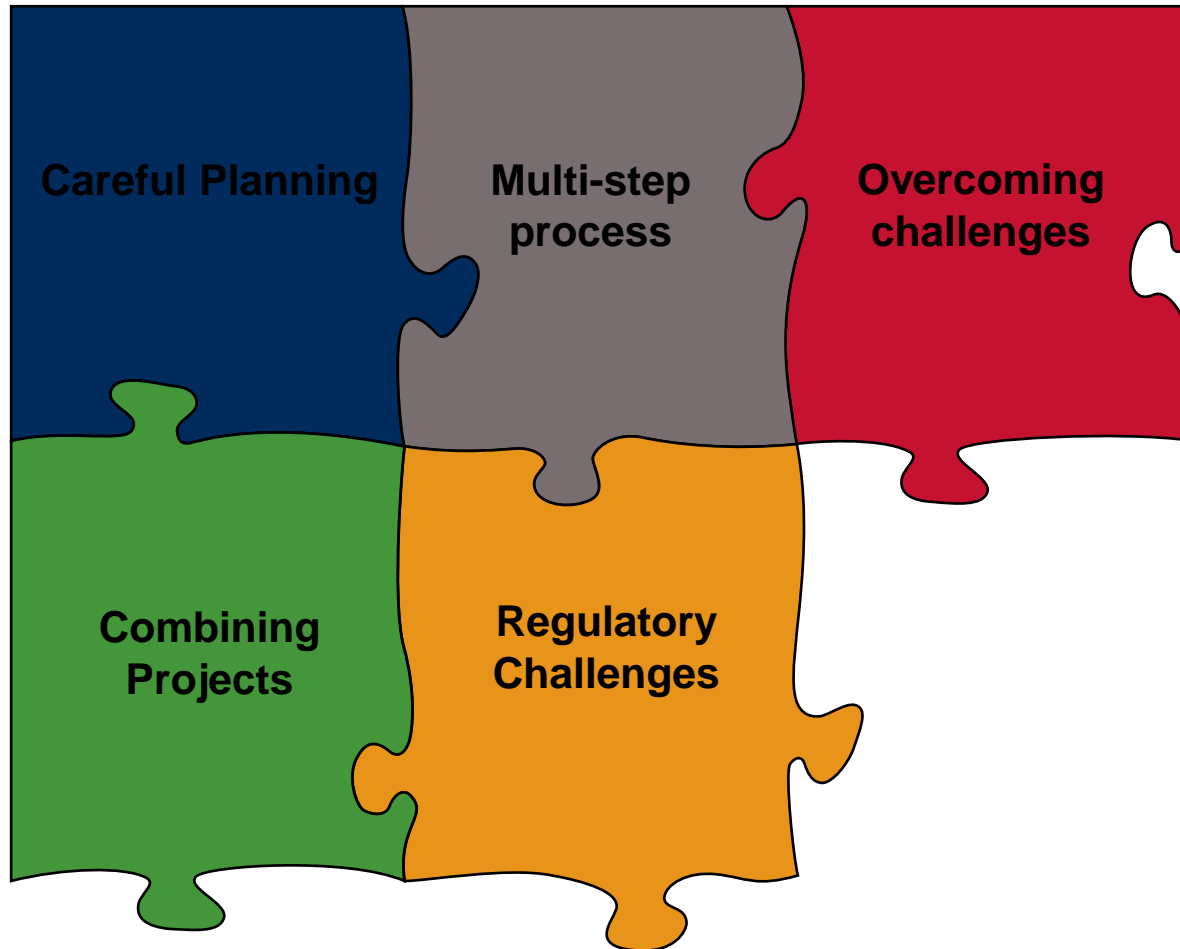 Careful Planning
Multi-step
process
Overcoming
challenges
Combining
Projects
Regulatory
Challenges